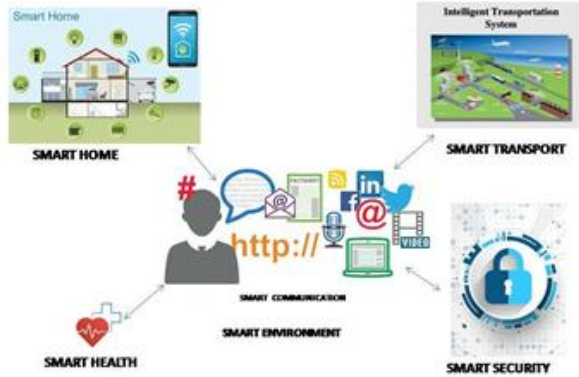 Smart Home
Intelligent Transportation
System
SMART HOME
SMART TRANSPORT
#
@
in
f
@
http://
VIDEO
SMART COMMUNICATION
SMART ENVIRONMENT
SMART HEALTH
SMART SECURITY